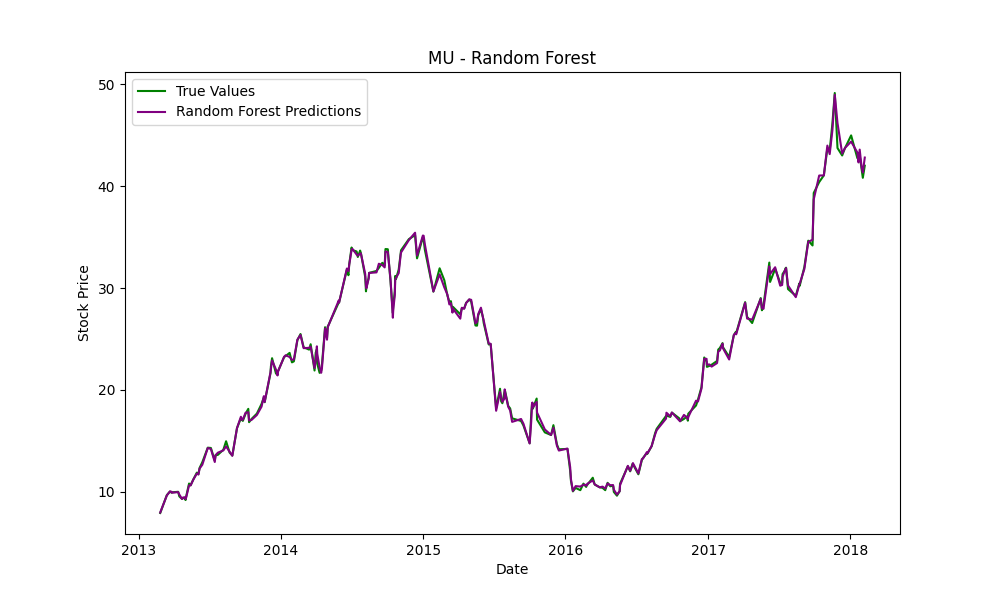 MU - Random Forest
True Values
Random Forest Predictions
50
40
30
20
10
Stock Price
2013 2014 2015 2016 2017 2018
Date